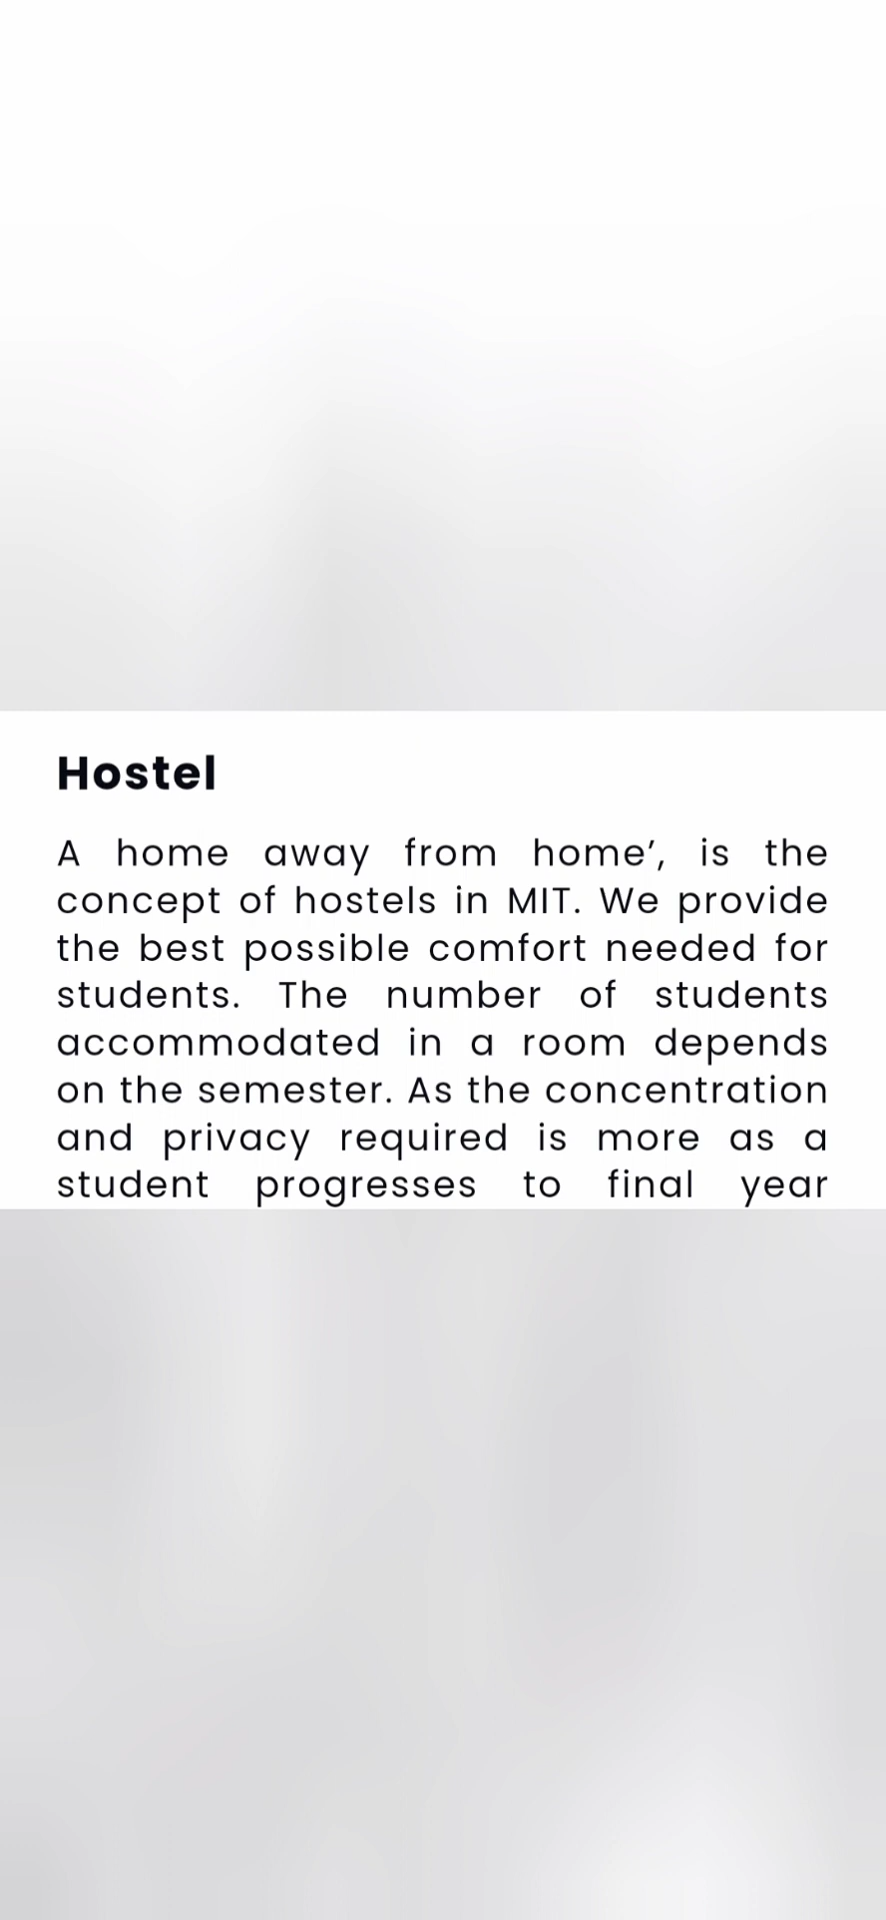 Hostel
A home away from home’, is the
concept of hostels in MIT. We provide
the best possible comfort needed for
students. The number of students
accommodated in a room depends
on the semester. As the concentration
and privacy required is more as a
student progresses to final year